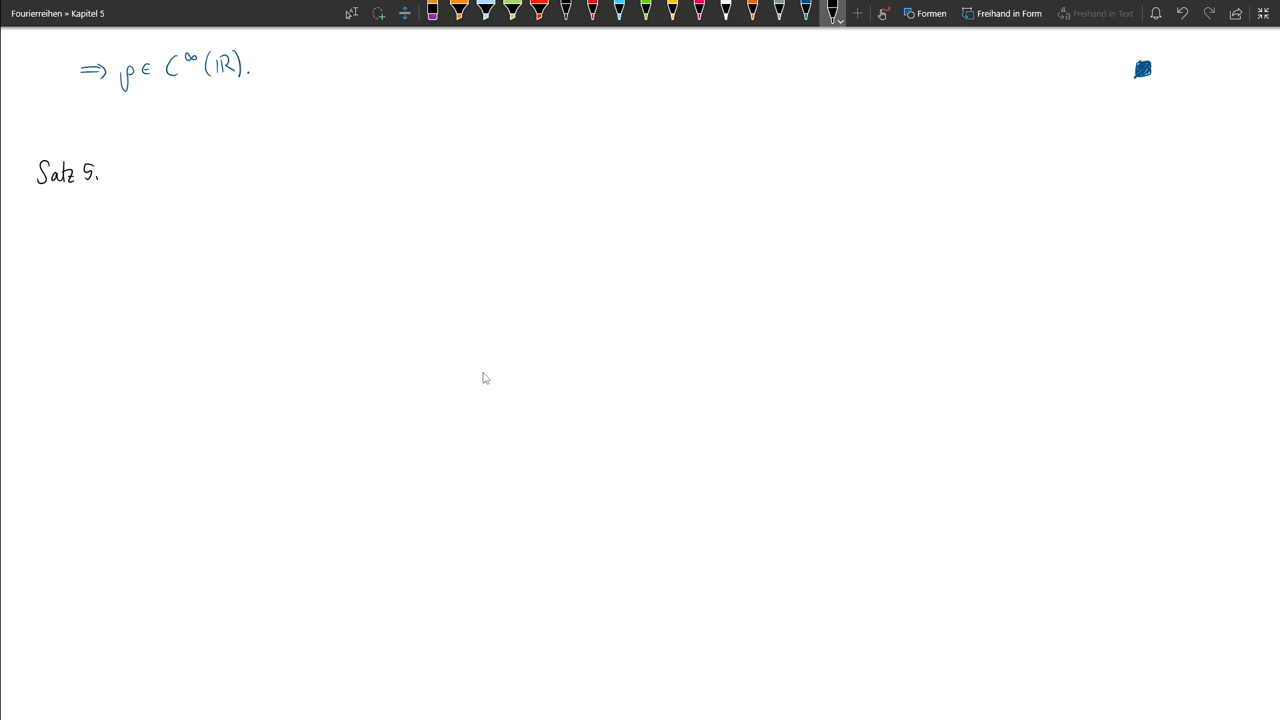 Fourierreihen » Kapitel 5
Formen
Freihand in Form
Freihand in Text
⇒ ρ ∈ C^∞(ℝ).
Satz 5.